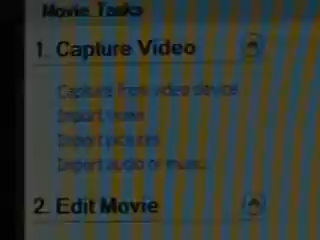 Movie Tasks
1. Capture Video
Capture from video device
Import video
Import pictures
Import audio or music
2. Edit Movie